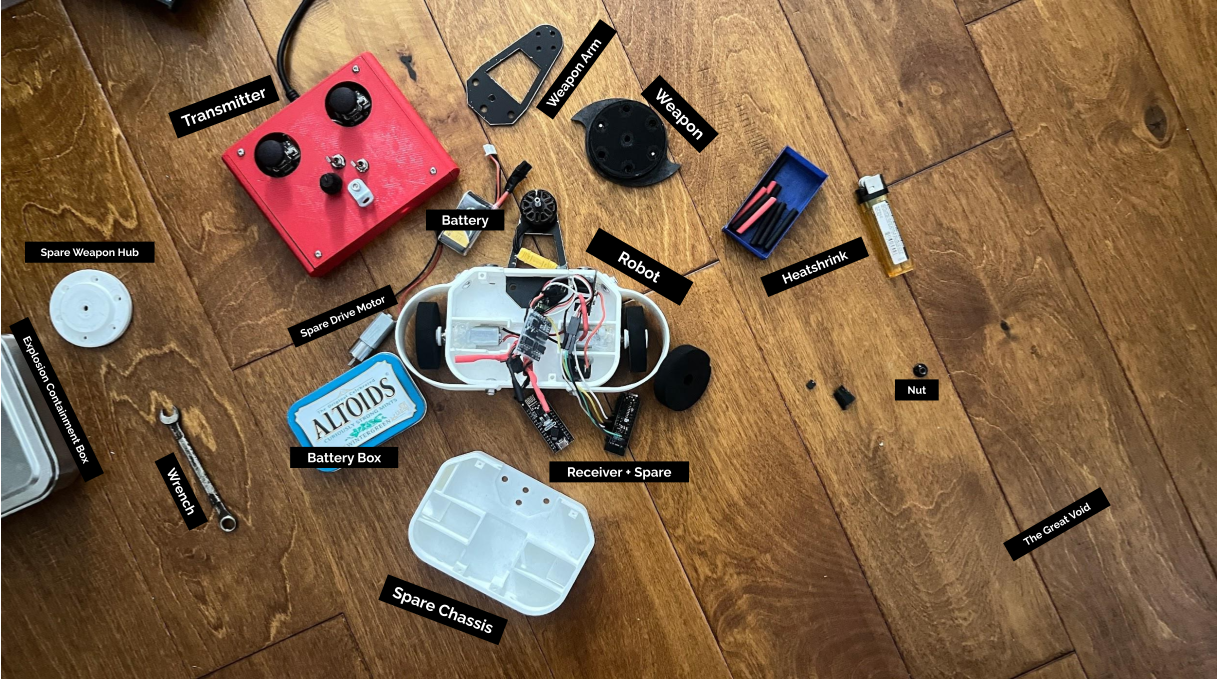 Transmitter
Weapon Arm
Weapon
Battery
Spare Weapon Hub
Robot
Heatshrink
Spare Drive Motor
Explosion Containment Box
ALTOIDS
WINTERGREEN
Battery Box
Nut
Wrench
Receiver + Spare
The Great Void
Spare Chassis